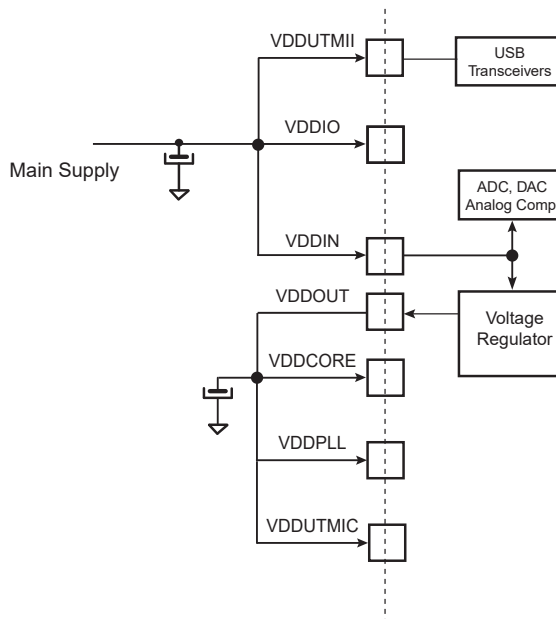 VDDUTMII
USB
Transceivers
VDDIO
Main Supply
ADC, DAC
Analog Comp.
VDDIN
VDDOUT
Voltage
Regulator
VDDCORE
VDDPLL
VDDUTMIC